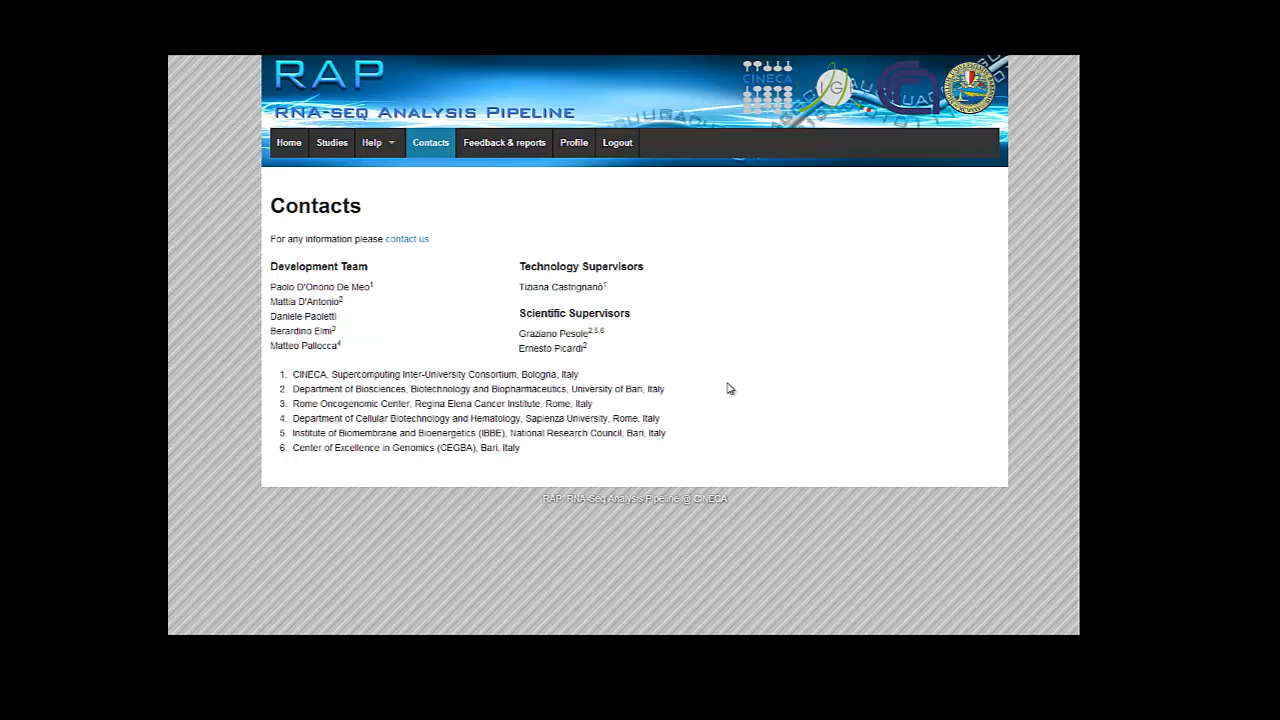 RAP
RNA-SEQ ANALYSIS PIPELINE
CINECA
Home Studies Help Contacts Feedback & reports Profile Logout
Contacts
For any information please contact us
Development Team
Paolo D'Onorio De Meo1
Mattia D'Antonio2
Daniele Paoletti
Berardino Elmi3
Matteo Pallocca4
Technology Supervisors
Tiziana Castrignanò1
Scientific Supervisors
Graziano Pesole2,5,6
Ernesto Picardi2
1. CINECA, Supercomputing Inter-University Consortium, Bologna, Italy
2. Department of Biosciences, Biotechnology and Biopharmaceutics, University of Bari, Italy
3. Rome Oncogenomic Center, Regina Elena Cancer Institute, Rome, Italy
4. Department of Cellular Biotechnology and Hematology, Sapienza University, Rome, Italy
5. Institute of Biomembrane and Bioenergetics (IBBE), National Research Council, Bari, Italy
6. Center of Excellence in Genomics (CEGBA), Bari, Italy
RAP: RNA-Seq Analysis Pipeline @ CINECA